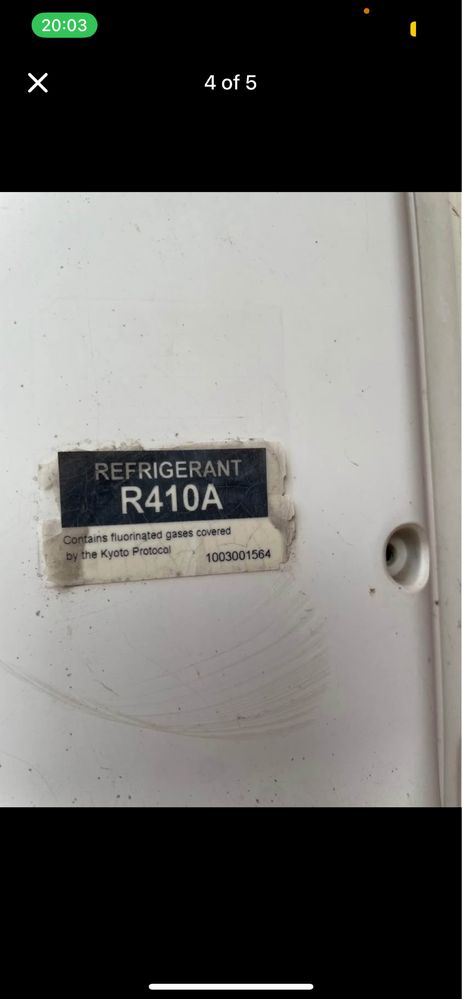 20:03
4 of 5
REFRIGERANT
R410A
Contains fluorinated gases covered
by the Kyoto Protocol
1003001564